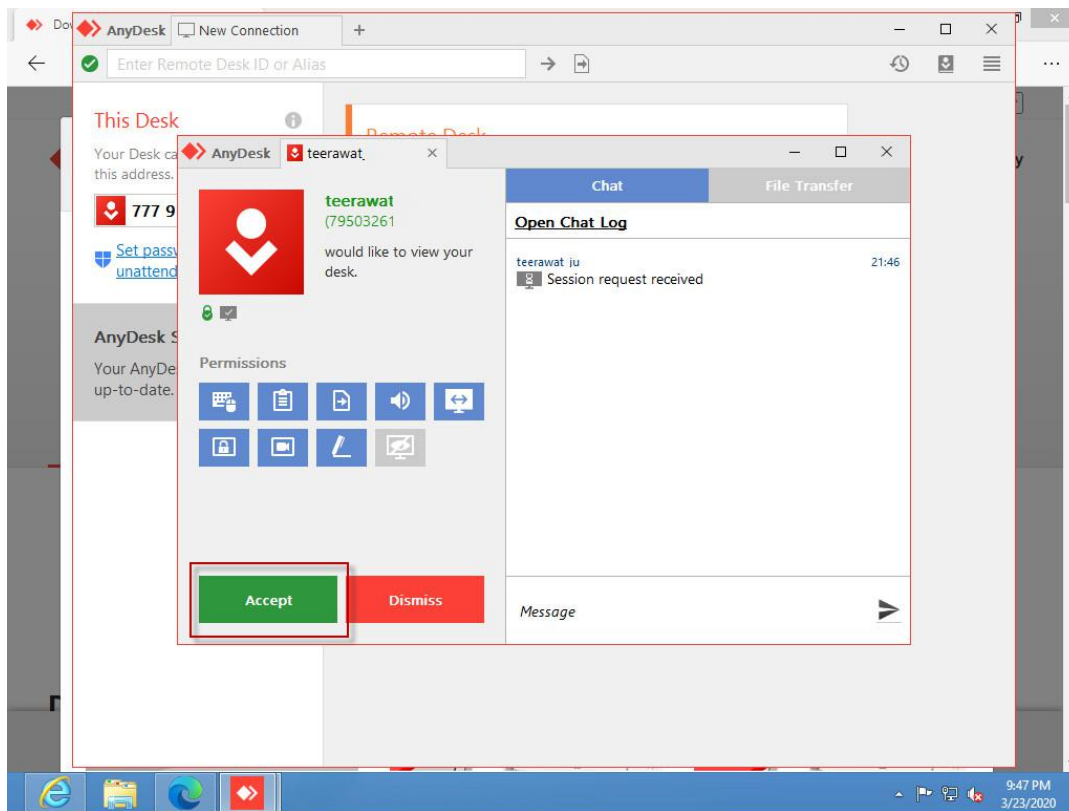 Do
AnyDesk
New Connection
+
Enter Remote Desk ID or Alias
This Desk
Your Desk ca
this address.
777 9
Set passw
unattend
AnyDesk S
Your AnyDe
up-to-date.
Remote Desk
AnyDesk
teerawat
teerawat
(79503261
would like to view your
desk.
Permissions
Accept
Dismiss
Chat
File Transfer
Open Chat Log
teerawat ju
21:46
Session request received
Message
9:47 PM
3/23/2020